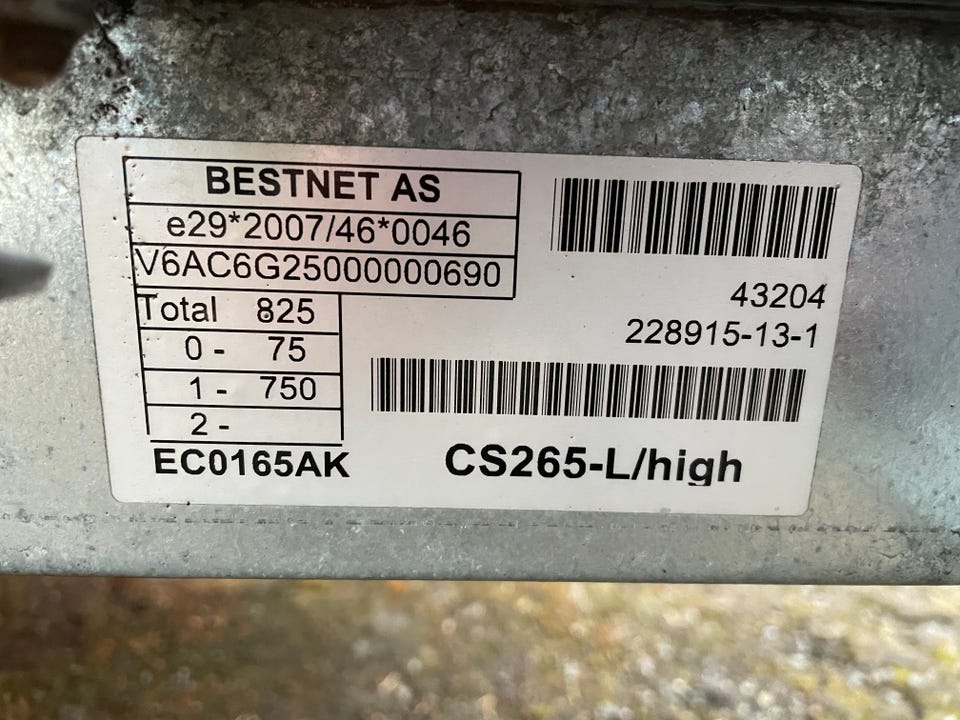 BESTNET AS
e29*2007/46*0046
V6AC6G25000000690
Total 825
0 - 75
1 - 750
2 -
EC0165AK
43204
228915-13-1
CS265-L/high